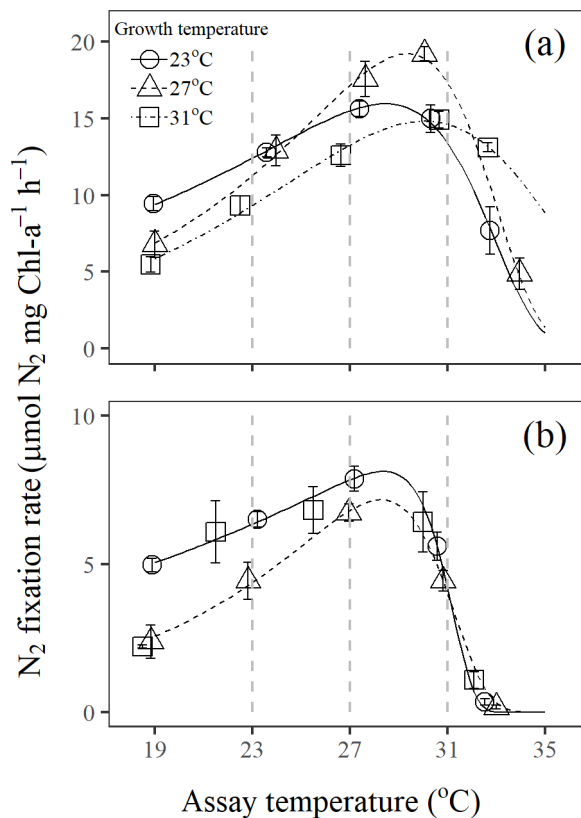 Growth temperature
23°C
27°C
31°C
(a)
20
15
10
5
0
(b)
10
5
0
19 23 27 31 35
N₂ fixation rate (μmol N₂ mg Chl-a⁻¹ h⁻¹)
Assay temperature (°C)